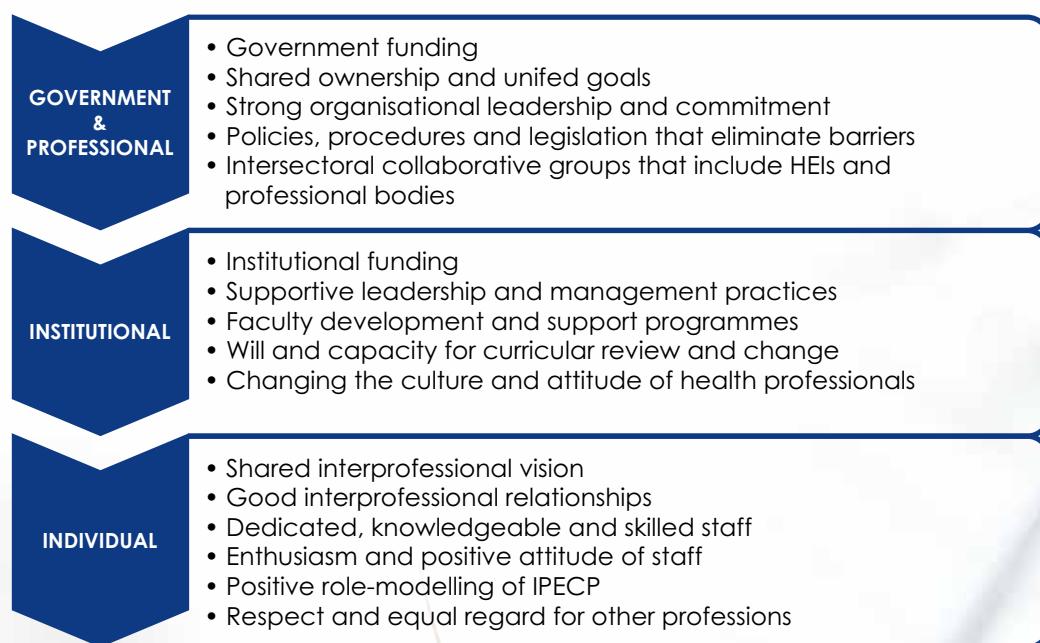 GOVERNMENT
&
PROFESSIONAL
• Government funding
• Shared ownership and unifed goals
• Strong organisational leadership and commitment
• Policies, procedures and legislation that eliminate barriers
• Intersectoral collaborative groups that include HEIs and
professional bodies
INSTITUTIONAL
• Institutional funding
• Supportive leadership and management practices
• Faculty development and support programmes
• Will and capacity for curricular review and change
• Changing the culture and attitude of health professionals
INDIVIDUAL
• Shared interprofessional vision
• Good interprofessional relationships
• Dedicated, knowledgeable and skilled staff
• Enthusiasm and positive attitude of staff
• Positive role-modelling of IPECP
• Respect and equal regard for other professions